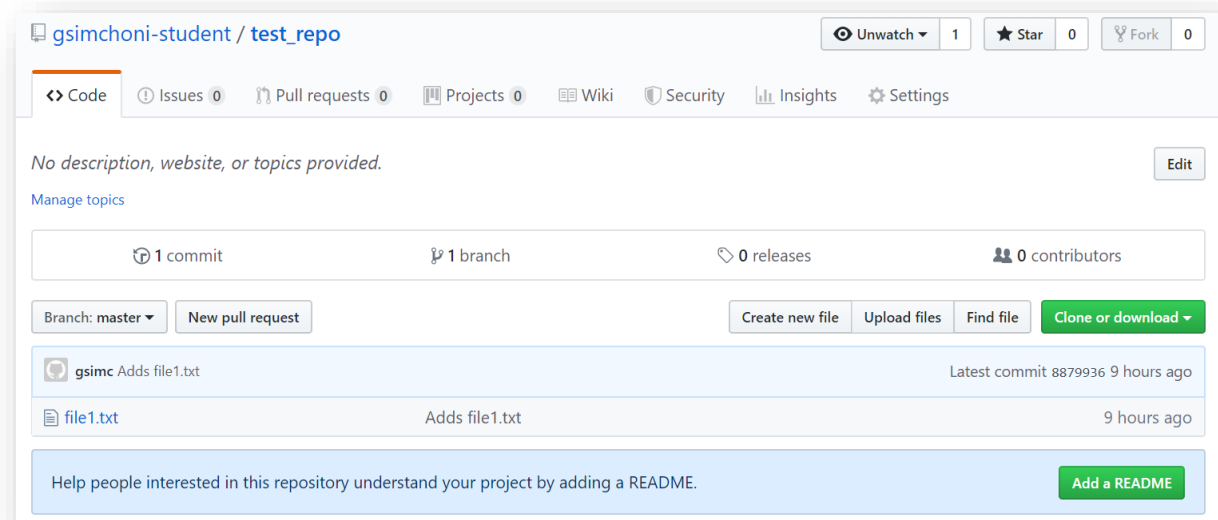 gsimchoni-student / test_repo
Unwatch 1 Star 0 Fork 0
Code Issues 0 Pull requests 0 Projects 0 Wiki Security Insights Settings
No description, website, or topics provided. Edit
Manage topics
1 commit 1 branch 0 releases 0 contributors
Branch: master New pull request Create new file Upload files Find file Clone or download
gsimc Adds file1.txt Latest commit 8879936 9 hours ago
file1.txt Adds file1.txt 9 hours ago
Help people interested in this repository understand your project by adding a README. Add a README